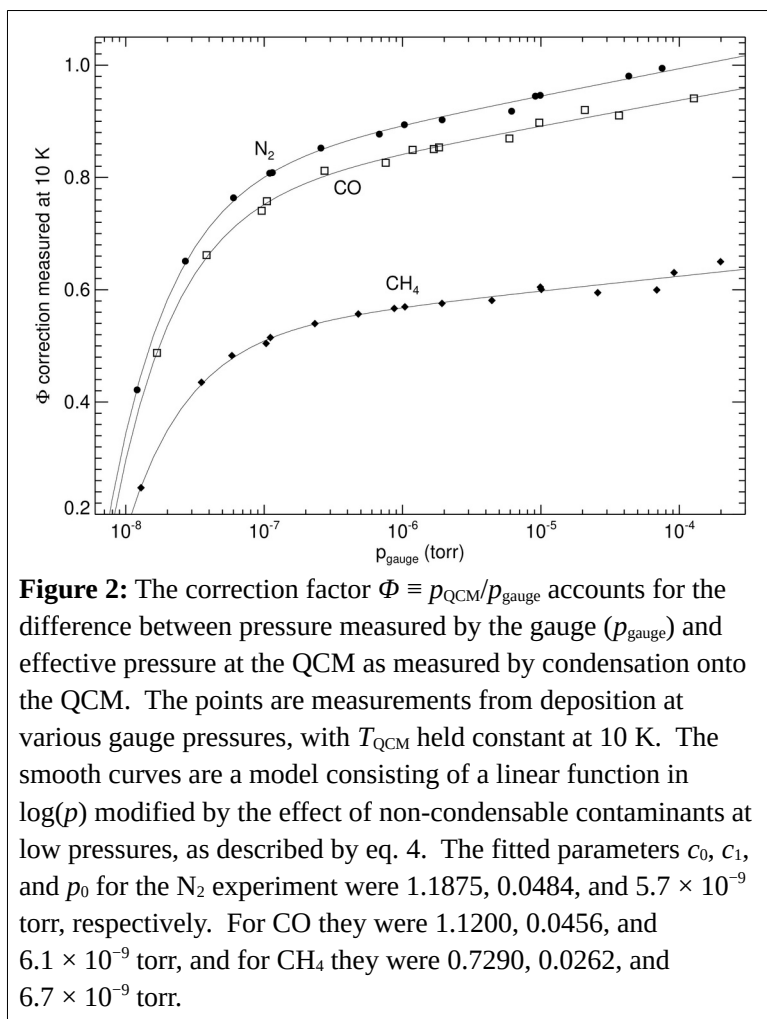 1.0
0.8
0.6
0.4
0.2
Φ correction measured at 10 K
N₂
CO
CH₄
10⁻⁸ 10⁻⁷ 10⁻⁶ 10⁻⁵ 10⁻⁴
p_gauge (torr)
Figure 2: The correction factor Φ ≡ p_QCM/p_gauge accounts for the
difference between pressure measured by the gauge (p_gauge) and
effective pressure at the QCM as measured by condensation onto
the QCM. The points are measurements from deposition at
various gauge pressures, with T_QCM held constant at 10 K. The
smooth curves are a model consisting of a linear function in
log(p) modified by the effect of non-condensable contaminants at
low pressures, as described by eq. 4. The fitted parameters c₀, c₁,
and p₀ for the N₂ experiment were 1.1875, 0.0484, and 5.7 × 10⁻⁹
torr, respectively. For CO they were 1.1200, 0.0456, and
6.1 × 10⁻⁹ torr, and for CH₄ they were 0.7290, 0.0262, and
6.7 × 10⁻⁹ torr.